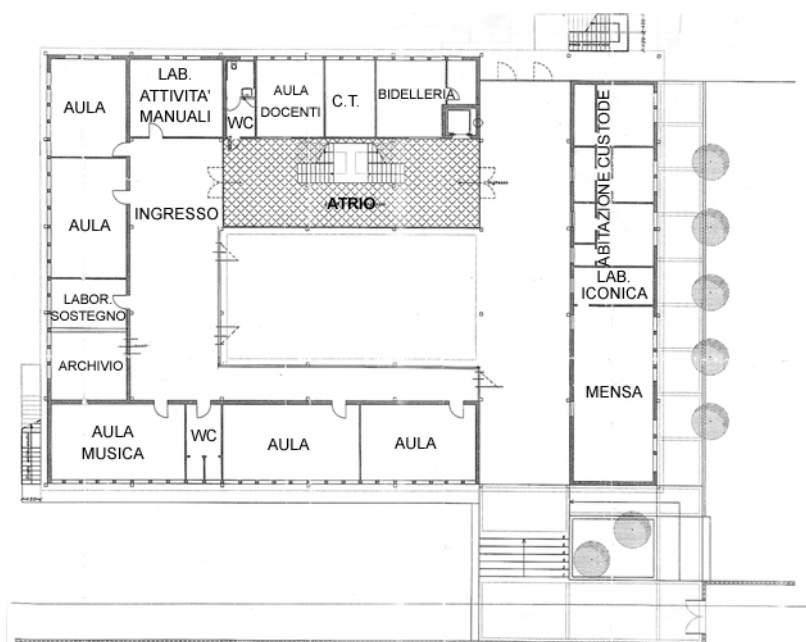 AULA
LAB.
ATTIVITA'
MANUALI
WC
AULA
DOCENTI
C.T.
BIDELLERIA
ABITAZIONE CUSTODE
INGRESSO
ATRIO
Ingresso
AULA
LABOR.
SOSTEGNO
LAB.
ICONICA
ARCHIVIO
MENSA
AULA
MUSICA
WC
AULA
AULA